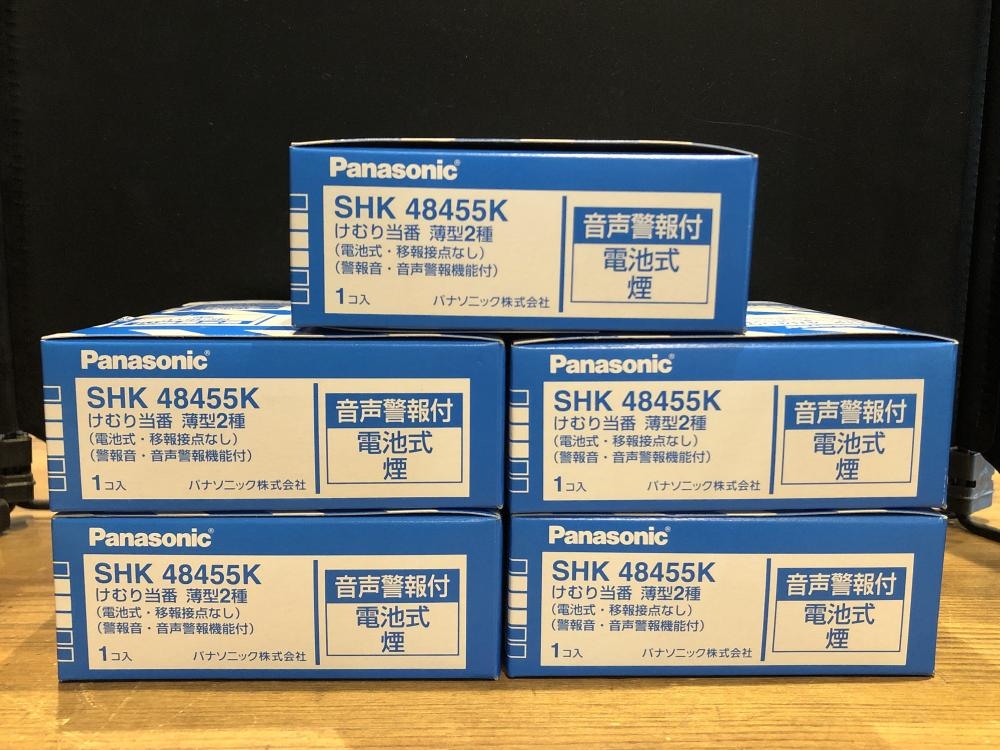 Panasonic
SHK 48455K
けむり当番 薄型2種
(電池式・移報接点なし)
(警報音・音声警報機能付)
1コ入 パナソニック株式会社
音声警報付
電池式
煙
Panasonic
SHK 48455K
けむり当番 薄型2種
(電池式・移報接点なし)
(警報音・音声警報機能付)
1コ入 パナソニック株式会社
音声警報付
電池式
煙
Panasonic
SHK 48455K
けむり当番 薄型2種
(電池式・移報接点なし)
(警報音・音声警報機能付)
1コ入 パナソニック株式会社
音声警報付
電池式
煙
Panasonic
SHK 48455K
けむり当番 薄型2種
(電池式・移報接点なし)
(警報音・音声警報機能付)
1コ入 パナソニック株式会社
音声警報付
電池式
煙
Panasonic
SHK 48455K
けむり当番 薄型2種
(電池式・移報接点なし)
(警報音・音声警報機能付)
1コ入 パナソニック株式会社
音声警報付
電池式
煙